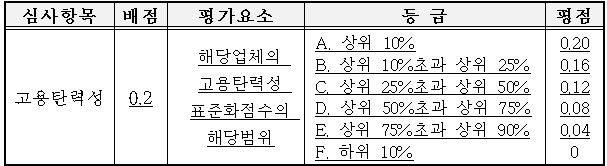 심사항목 배점 평가요소 등 급 평점
고용탄력성 0.2 해당업체의 고용탄력성 표준화점수의 해당범위
A. 상위 10% 0.20
B. 상위 10%초과 상위 25% 0.16
C. 상위 25%초과 상위 50% 0.12
D. 상위 50%초과 상위 75% 0.08
E. 상위 75%초과 상위 90% 0.04
F. 하위 10% 0